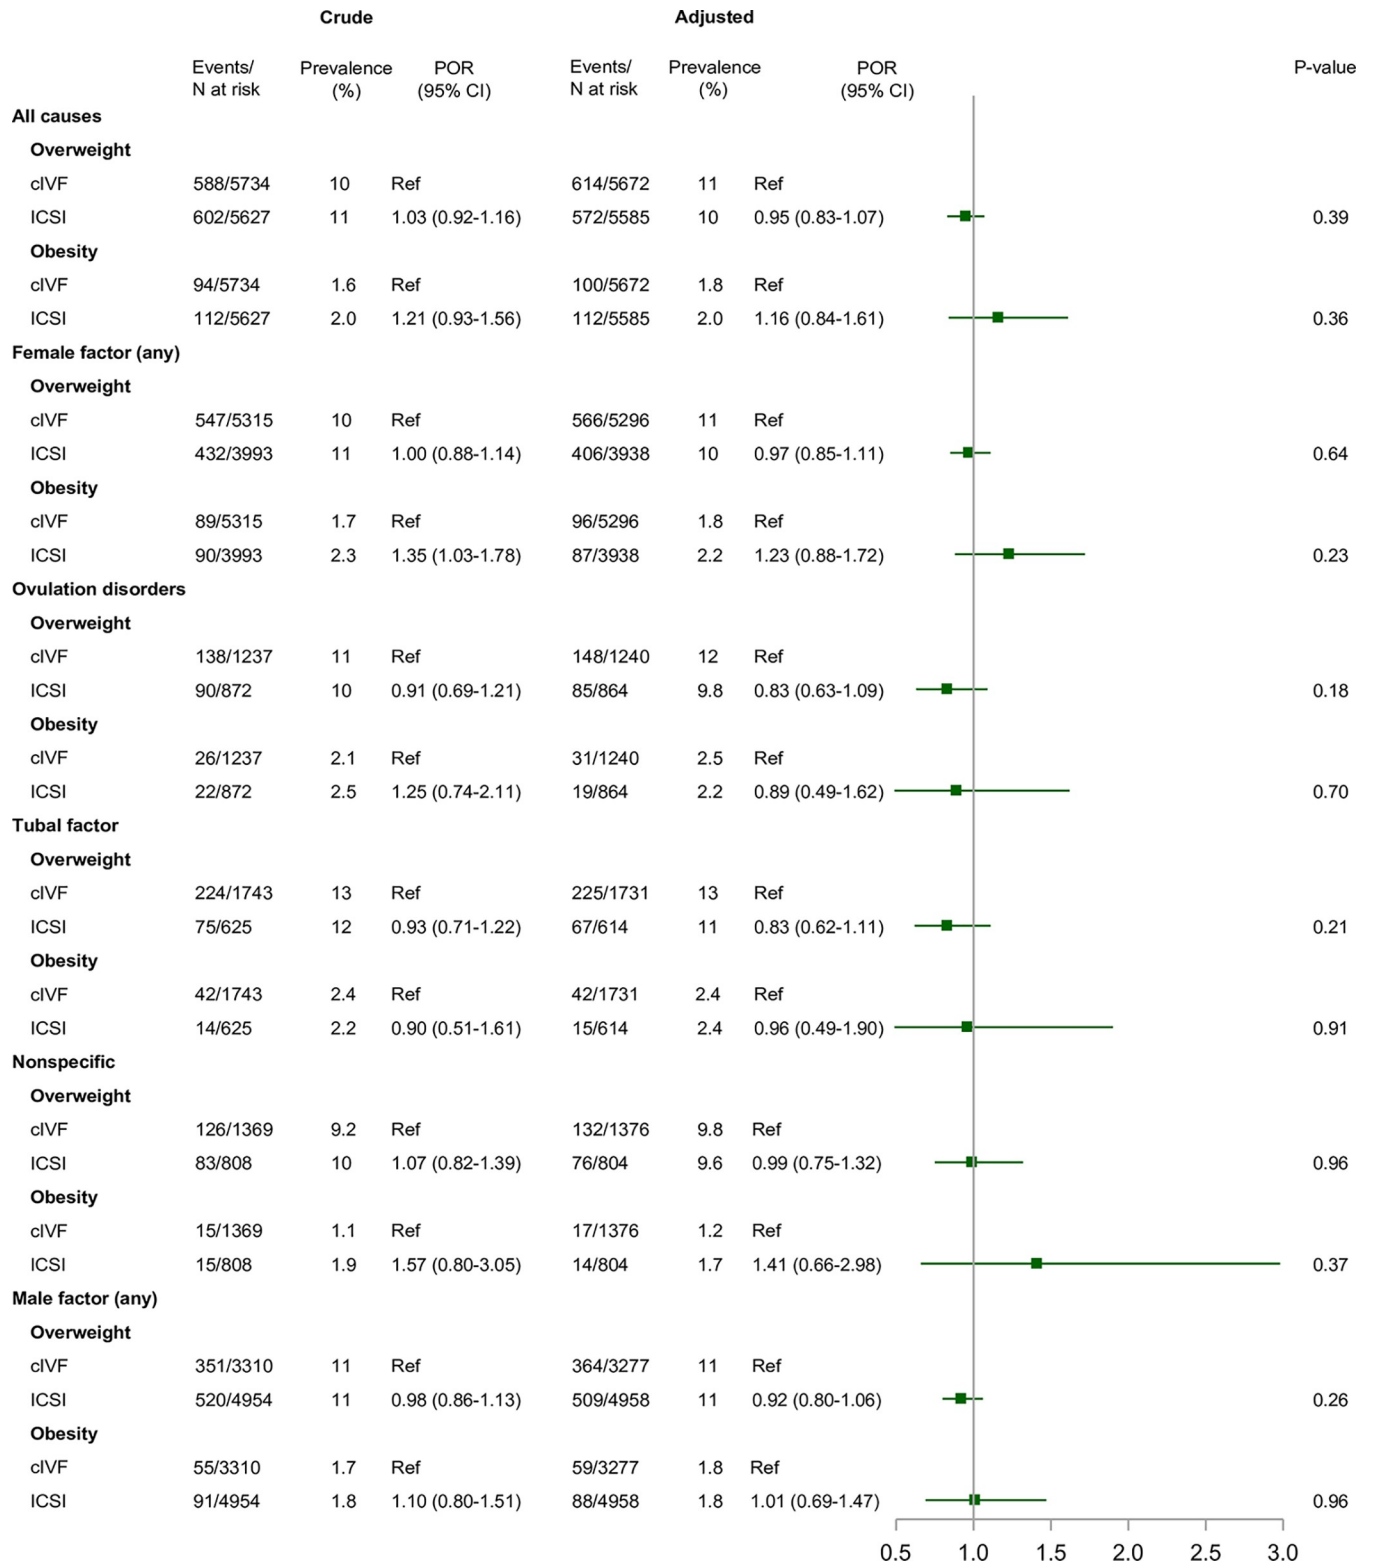 Crude Adjusted
Events/ Prevalence POR Events/ Prevalence POR P-value
N at risk (%) (95% CI) N at risk (%) (95% CI)
All causes
Overweight
cIVF 588/5734 10 Ref 614/5672 11 Ref
ICSI 602/5627 11 1.03 (0.92-1.16) 572/5585 10 0.95 (0.83-1.07) 0.39
Obesity
cIVF 94/5734 1.6 Ref 100/5672 1.8 Ref
ICSI 112/5627 2.0 1.21 (0.93-1.56) 112/5585 2.0 1.16 (0.84-1.61) 0.36
Female factor (any)
Overweight
cIVF 547/5315 10 Ref 566/5296 11 Ref
ICSI 432/3993 11 1.00 (0.88-1.14) 406/3938 10 0.97 (0.85-1.11) 0.64
Obesity
cIVF 89/5315 1.7 Ref 96/5296 1.8 Ref
ICSI 90/3993 2.3 1.35 (1.03-1.78) 87/3938 2.2 1.23 (0.88-1.72) 0.23
Ovulation disorders
Overweight
cIVF 138/1237 11 Ref 148/1240 12 Ref
ICSI 90/872 10 0.91 (0.69-1.21) 85/864 9.8 0.83 (0.63-1.09) 0.18
Obesity
cIVF 26/1237 2.1 Ref 31/1240 2.5 Ref
ICSI 22/872 2.5 1.25 (0.74-2.11) 19/864 2.2 0.89 (0.49-1.62) 0.70
Tubal factor
Overweight
cIVF 224/1743 13 Ref 225/1731 13 Ref
ICSI 75/625 12 0.93 (0.71-1.22) 67/614 11 0.83 (0.62-1.11) 0.21
Obesity
cIVF 42/1743 2.4 Ref 42/1731 2.4 Ref
ICSI 14/625 2.2 0.90 (0.51-1.61) 15/614 2.4 0.96 (0.49-1.90) 0.91
Nonspecific
Overweight
cIVF 126/1369 9.2 Ref 132/1376 9.8 Ref
ICSI 83/808 10 1.07 (0.82-1.39) 76/804 9.6 0.99 (0.75-1.32) 0.96
Obesity
cIVF 15/1369 1.1 Ref 17/1376 1.2 Ref
ICSI 15/808 1.9 1.57 (0.80-3.05) 14/804 1.7 1.41 (0.66-2.98) 0.37
Male factor (any)
Overweight
cIVF 351/3310 11 Ref 364/3277 11 Ref
ICSI 520/4954 11 0.98 (0.86-1.13) 509/4958 11 0.92 (0.80-1.06) 0.26
Obesity
cIVF 55/3310 1.7 Ref 59/3277 1.8 Ref
ICSI 91/4954 1.8 1.10 (0.80-1.51) 88/4958 1.8 1.01 (0.69-1.47) 0.96
0.5 1.0 1.5 2.0 2.5 3.0